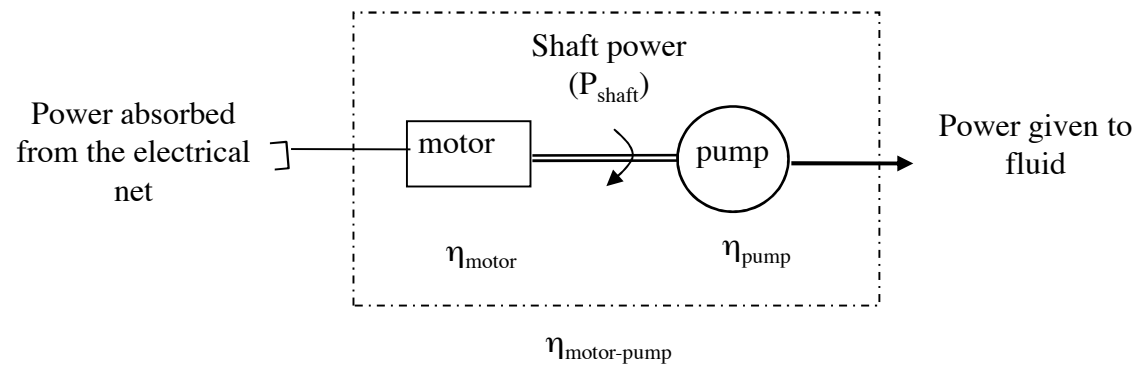 Shaft power
(P_shaft)
Power absorbed
from the electrical
net
motor
pump
Power given to
fluid
η_motor
η_pump
η_motor-pump